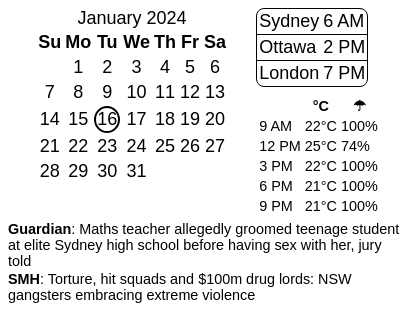 January 2024
Su Mo Tu We Th Fr Sa
1 2 3 4 5 6
7 8 9 10 11 12 13
14 15 16 17 18 19 20
21 22 23 24 25 26 27
28 29 30 31
Sydney 6 AM
Ottawa 2 PM
London 7 PM
°C ☂
9 AM 22°C 100%
12 PM 25°C 74%
3 PM 22°C 100%
6 PM 21°C 100%
9 PM 21°C 100%
Guardian: Maths teacher allegedly groomed teenage student
at elite Sydney high school before having sex with her, jury
told
SMH: Torture, hit squads and $100m drug lords: NSW
gangsters embracing extreme violence